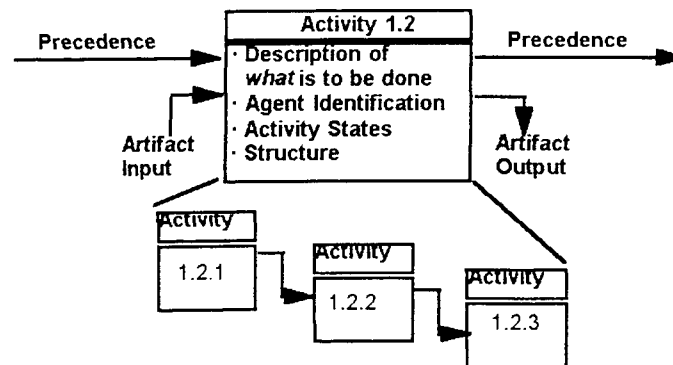 Activity 1.2
Precedence
Precedence
· Description of
what is to be done
· Agent Identification
· Activity States
· Structure
Artifact
Input
Artifact
Output
Activity
1.2.1
Activity
1.2.2
Activity
1.2.3